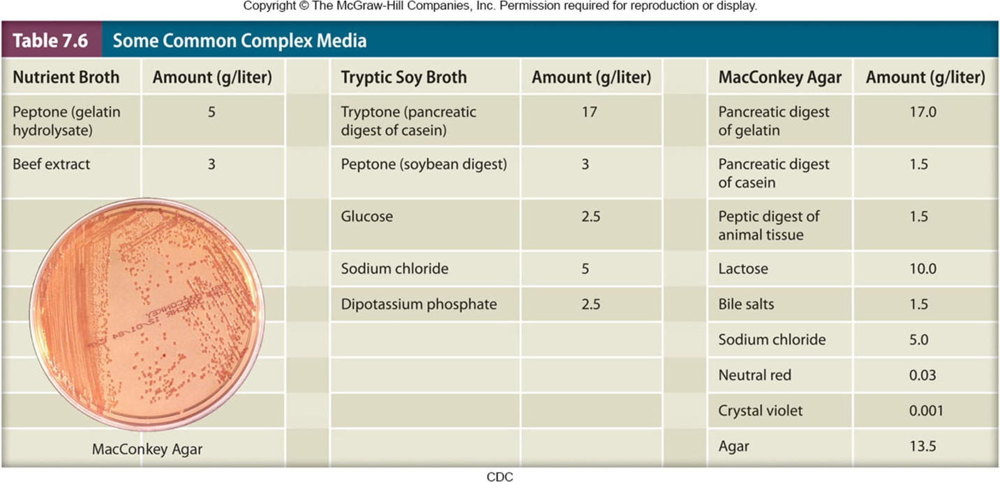 Copyright © The McGraw-Hill Companies, Inc. Permission required for reproduction or display.
Table 7.6 Some Common Complex Media
Nutrient Broth Amount (g/liter) Tryptic Soy Broth Amount (g/liter) MacConkey Agar Amount (g/liter)
Peptone (gelatin 5 Tryptone (pancreatic 17 Pancreatic digest 17.0
hydrolysate) digest of casein) of gelatin
Beef extract 3 Peptone (soybean digest) 3 Pancreatic digest 1.5
of casein
Glucose 2.5 Peptic digest of 1.5
animal tissue
Sodium chloride 5 Lactose 10.0
Dipotassium phosphate 2.5 Bile salts 1.5
Sodium chloride 5.0
Neutral red 0.03
Crystal violet 0.001
MacConkey Agar Agar 13.5
CDC